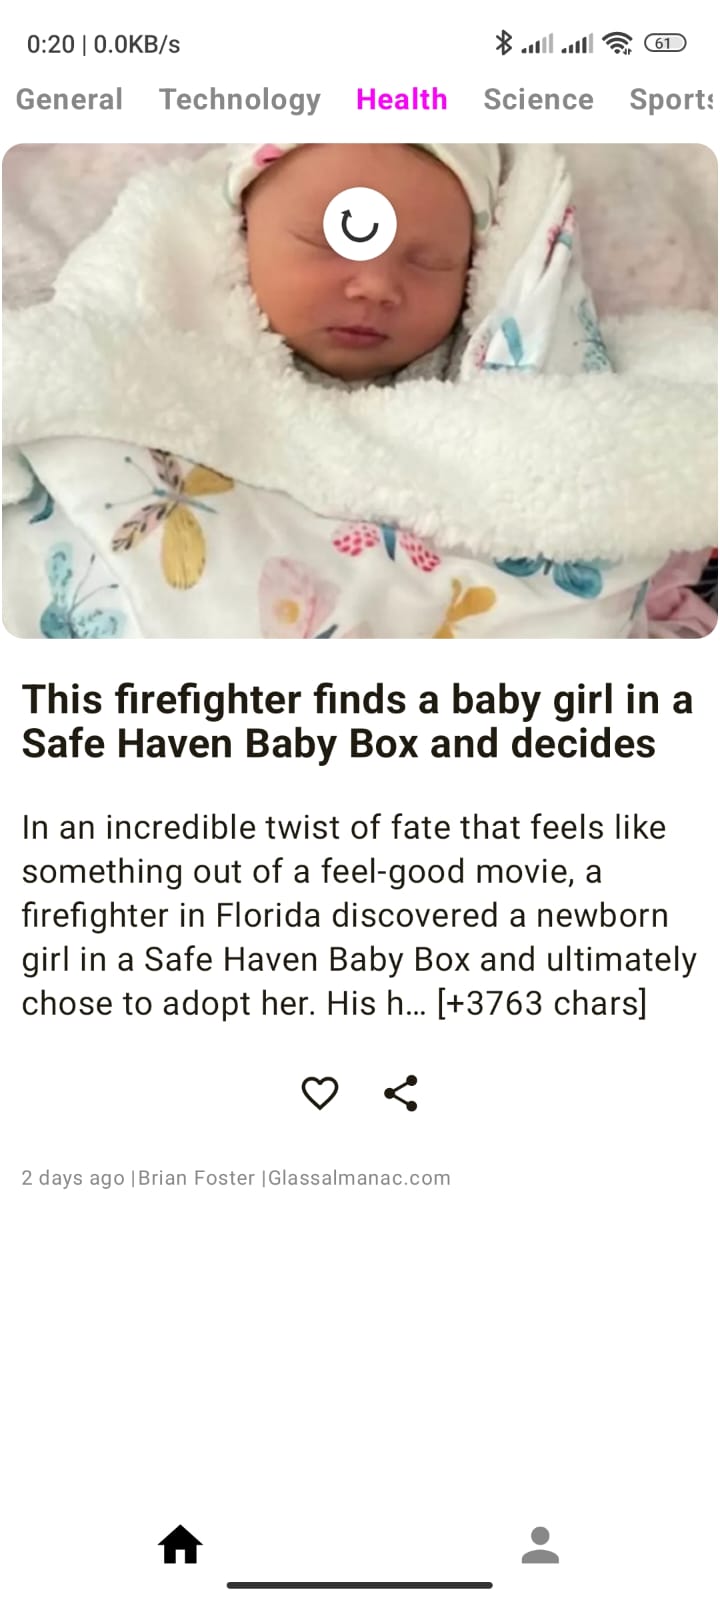 0:20 | 0.0KB/s 61
General Technology Health Science Sports
This firefighter finds a baby girl in a
Safe Haven Baby Box and decides
In an incredible twist of fate that feels like
something out of a feel-good movie, a
firefighter in Florida discovered a newborn
girl in a Safe Haven Baby Box and ultimately
chose to adopt her. His h... [+3763 chars]
2 days ago |Brian Foster |Glassalmanac.com